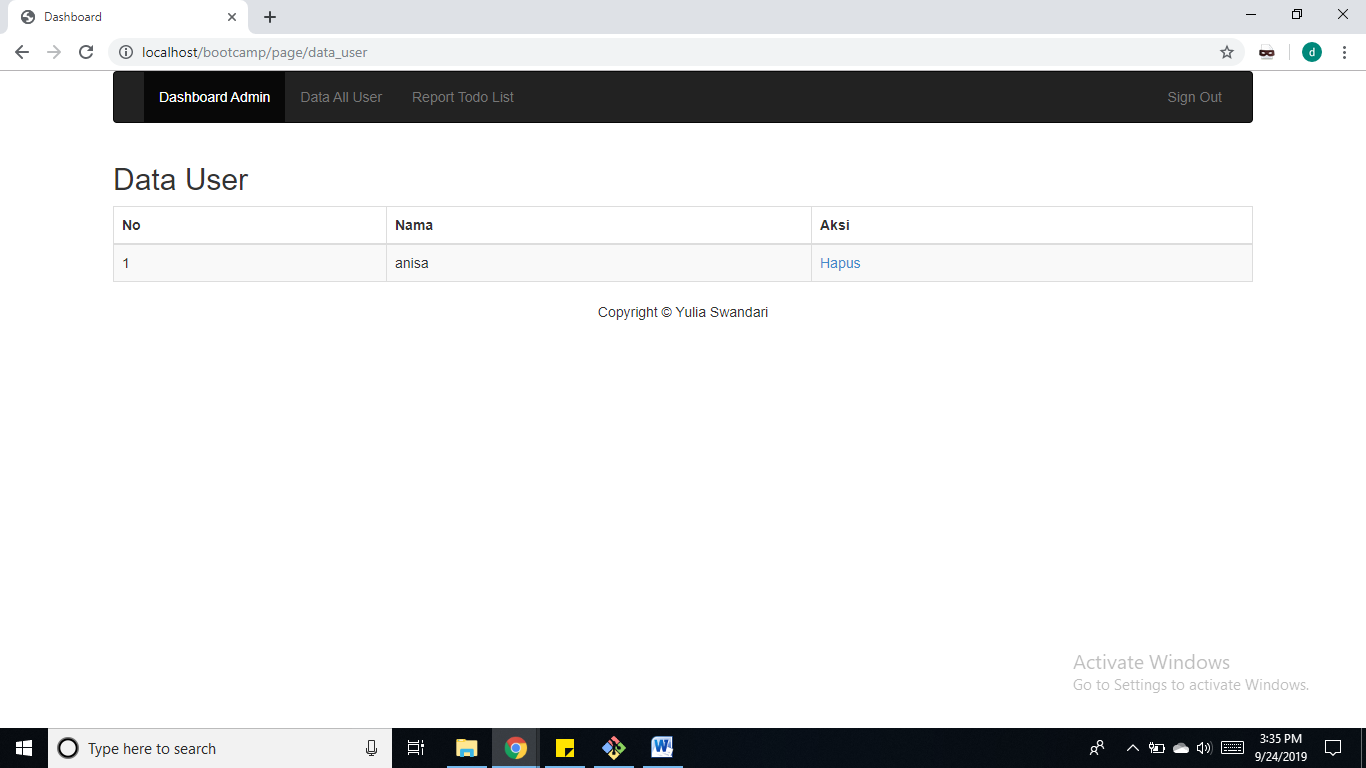 Dashboard
localhost/bootcamp/page/data_user
d
Dashboard Admin Data All User Report Todo List Sign Out
Data User
No Nama Aksi
1 anisa Hapus
Copyright © Yulia Swandari
Activate Windows
Go to Settings to activate Windows.
Type here to search
W
3:35 PM
9/24/2019